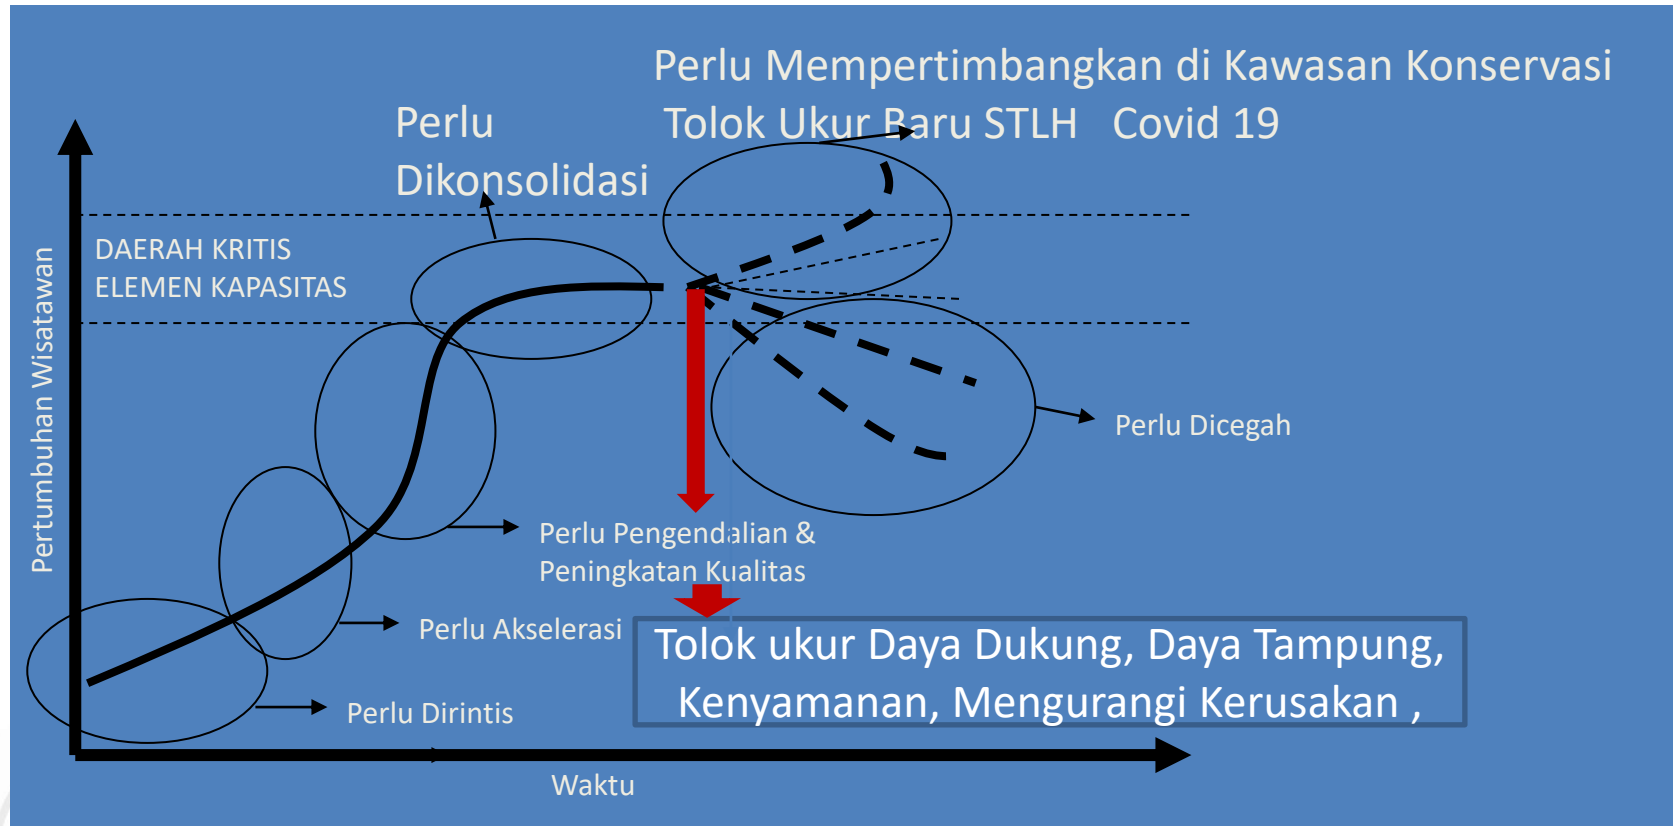 Perlu Mempertimbangkan di Kawasan Konservasi
Tolok Ukur Baru STLH Covid 19
Perlu
Dikonsolidasi
DAERAH KRITIS
ELEMEN KAPASITAS
Pertumbuhan Wisatawan
Perlu Dicegah
Perlu Pengendalian &
Peningkatan Kualitas
Perlu Akselerasi
Tolok ukur Daya Dukung, Daya Tampung,
Kenyamanan, Mengurangi Kerusakan ,
Perlu Dirintis
Waktu